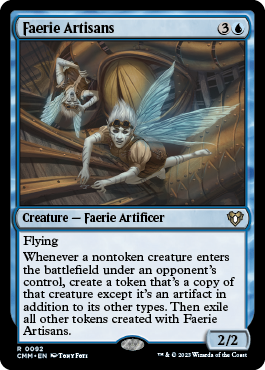 Faerie Artisans 3
Creature — Faerie Artificer
Flying
Whenever a nontoken creature enters
the battlefield under an opponent's
control, create a token that's a copy of
that creature except it's an artifact in
addition to its other types. Then exile
all other tokens created with Faerie
Artisans.
2/2
R 0092
CMM • EN Tony Foti
™ & © 2023 Wizards of the Coast